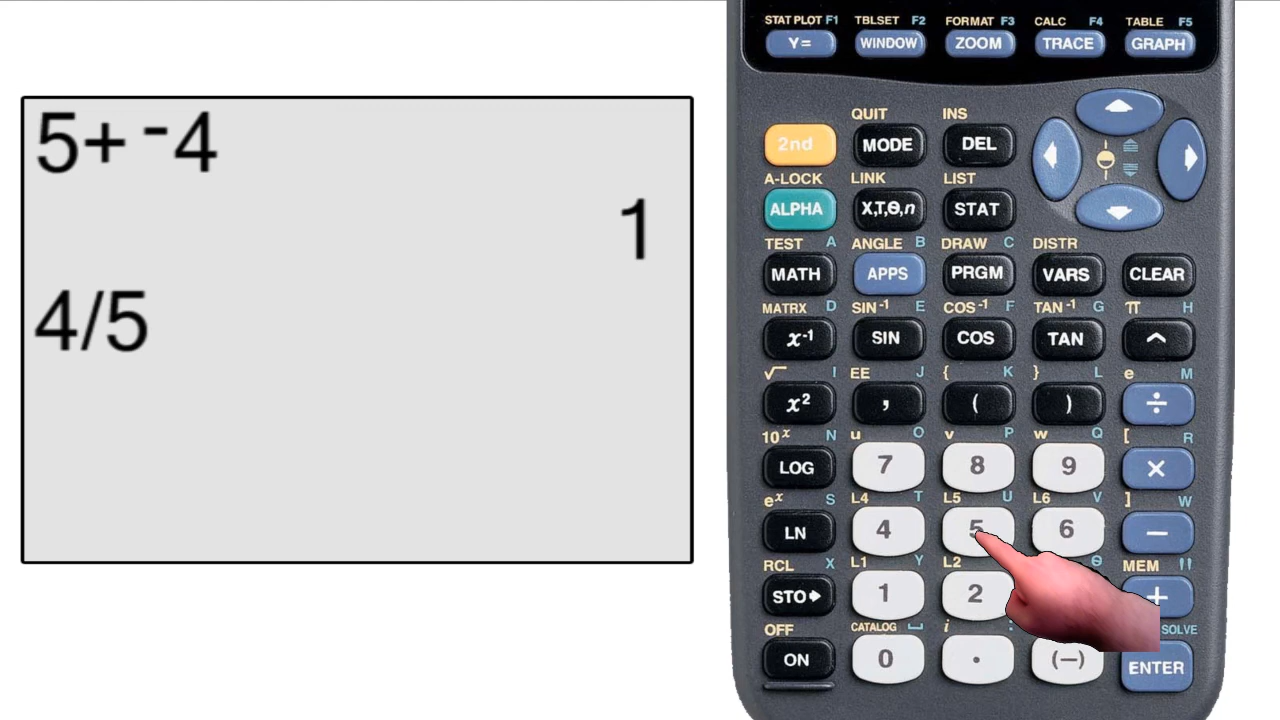 5+ ⁻4
1
4/5
STAT PLOT F1 TBLSET F2 FORMAT F3 CALC F4 TABLE F5
Y= WINDOW ZOOM TRACE GRAPH
QUIT INS
2nd MODE DEL
A-LOCK LINK LIST
ALPHA X,T,Θ,n STAT
TEST A ANGLE B DRAW C DISTR
MATH APPS PRGM VARS CLEAR
MATRX D SIN⁻¹ E COS⁻¹ F TAN⁻¹ G π H
x⁻¹ SIN COS TAN ^
√ I EE J { K } L e M
x² , ( ) ÷
10ˣ N u O v P w Q [ R
LOG 7 8 9 ×
eˣ S L4 T L5 U L6 V ] W
LN 4 5 6 −
RCL X L1 Y L2 Θ MEM "
STO▸ 1 2 +
OFF CATALOG ⎵ i : SOLVE
ON 0 . (−) ENTER